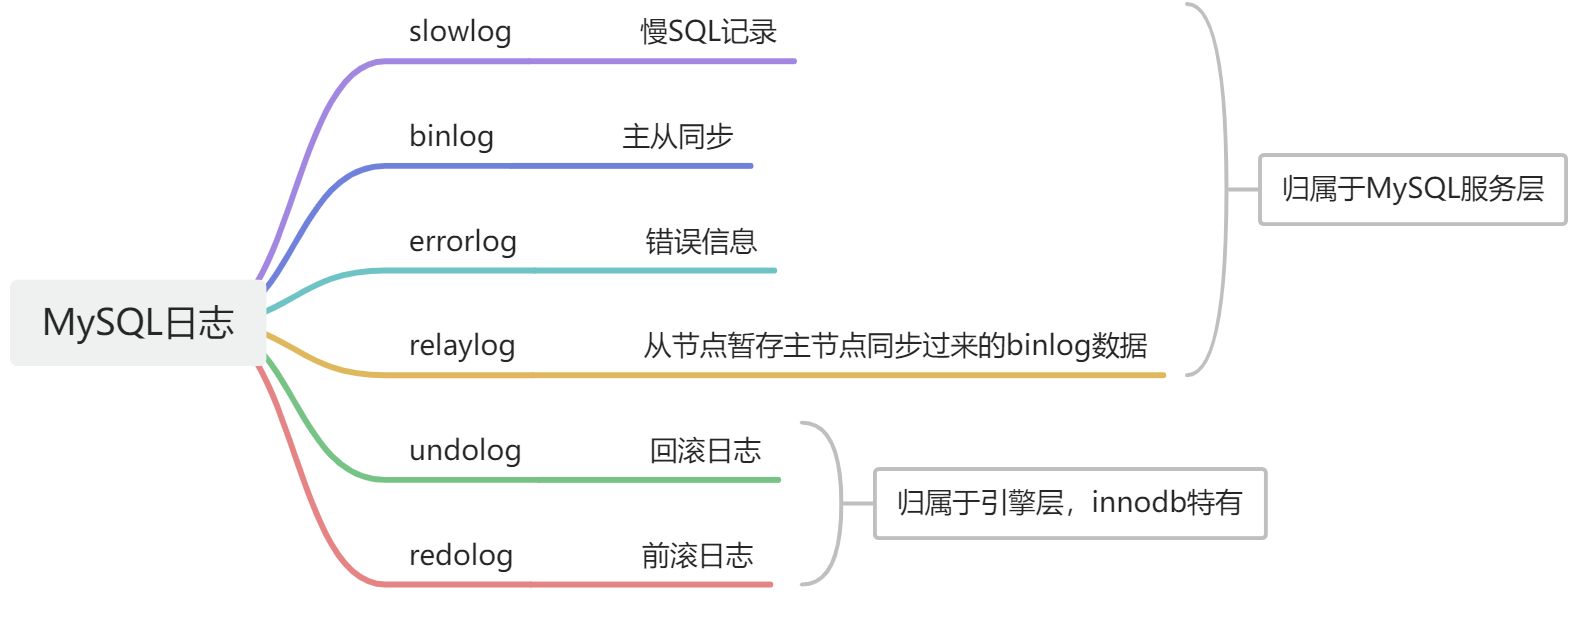 MySQL日志
slowlog 慢SQL记录
binlog 主从同步
errorlog 错误信息
relaylog 从节点暂存主节点同步过来的binlog数据
归属于MySQL服务层
undolog 回滚日志
redolog 前滚日志
归属于引擎层，innodb特有